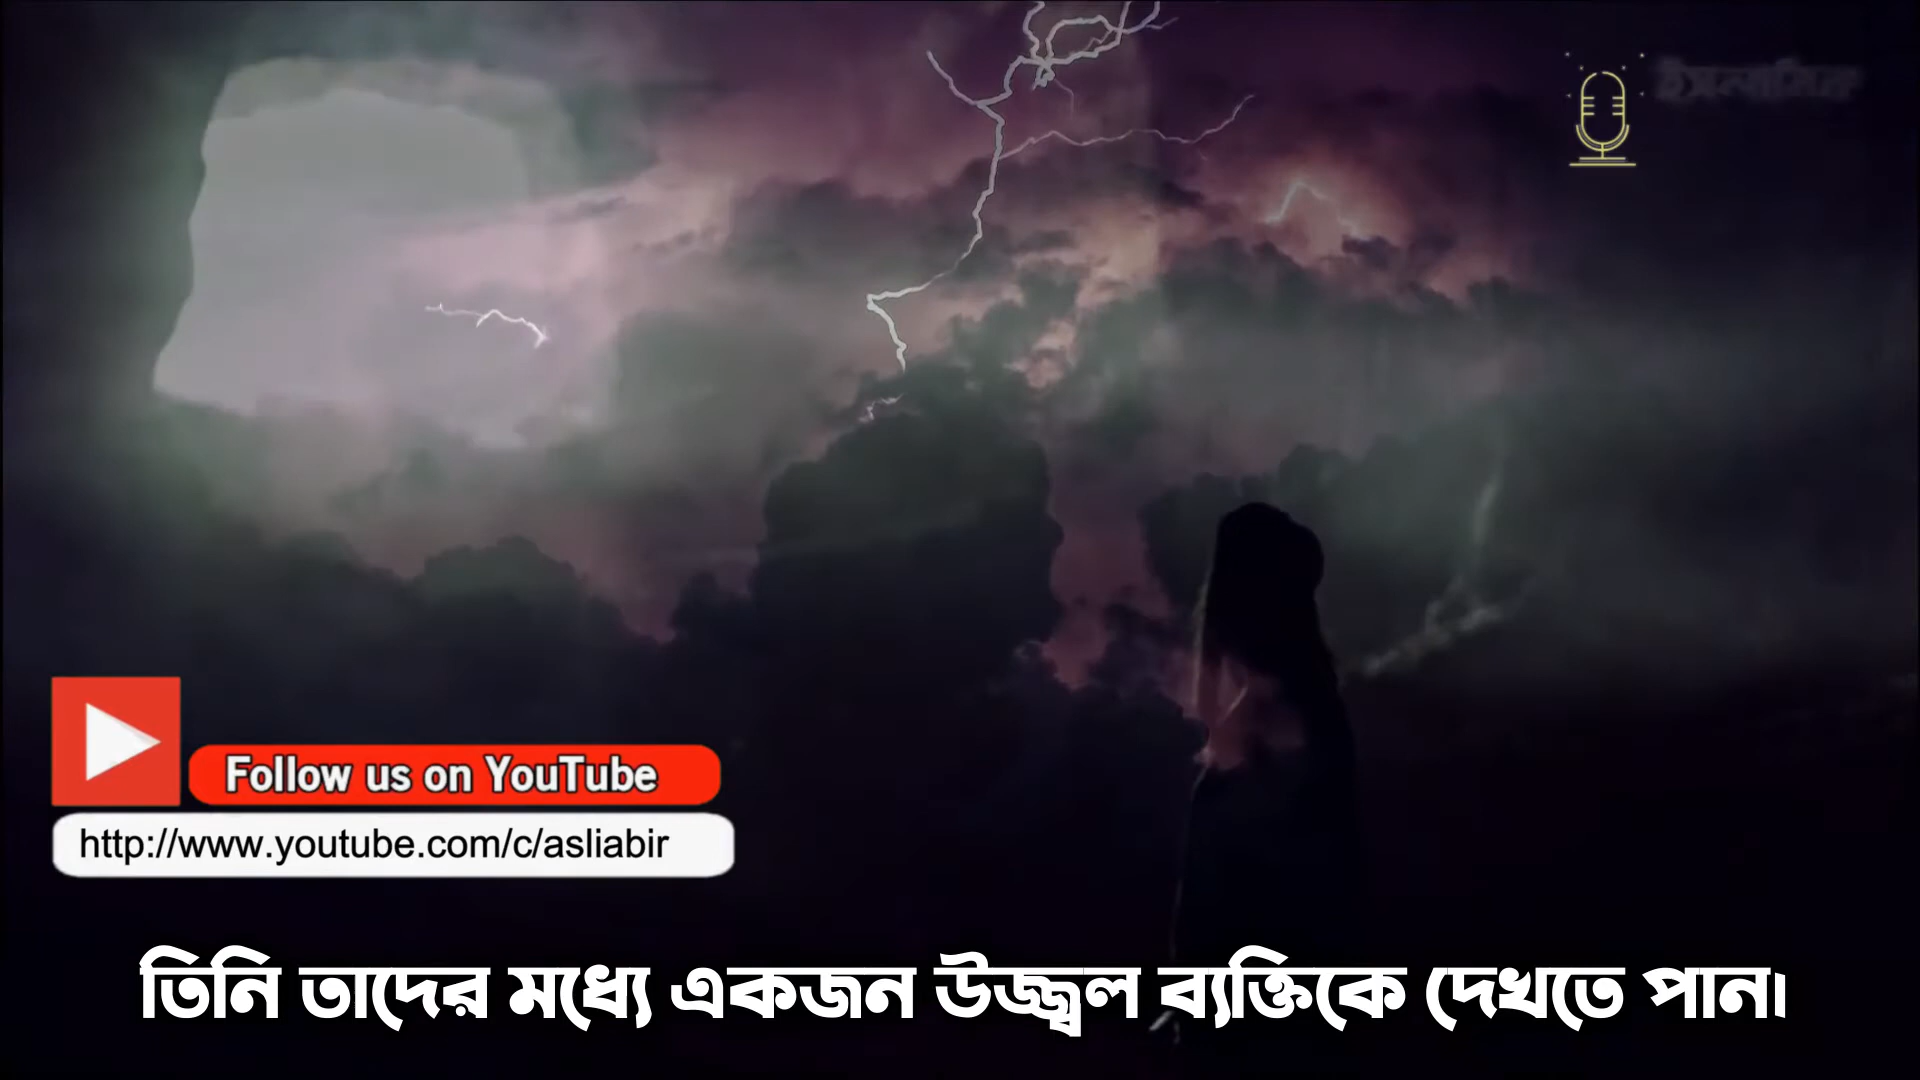 Follow us on YouTube
http://www.youtube.com/c/asliabir
তিনি তাদের মধ্যে একজন উজ্জ্বল ব্যক্তিকে দেখতে পান।